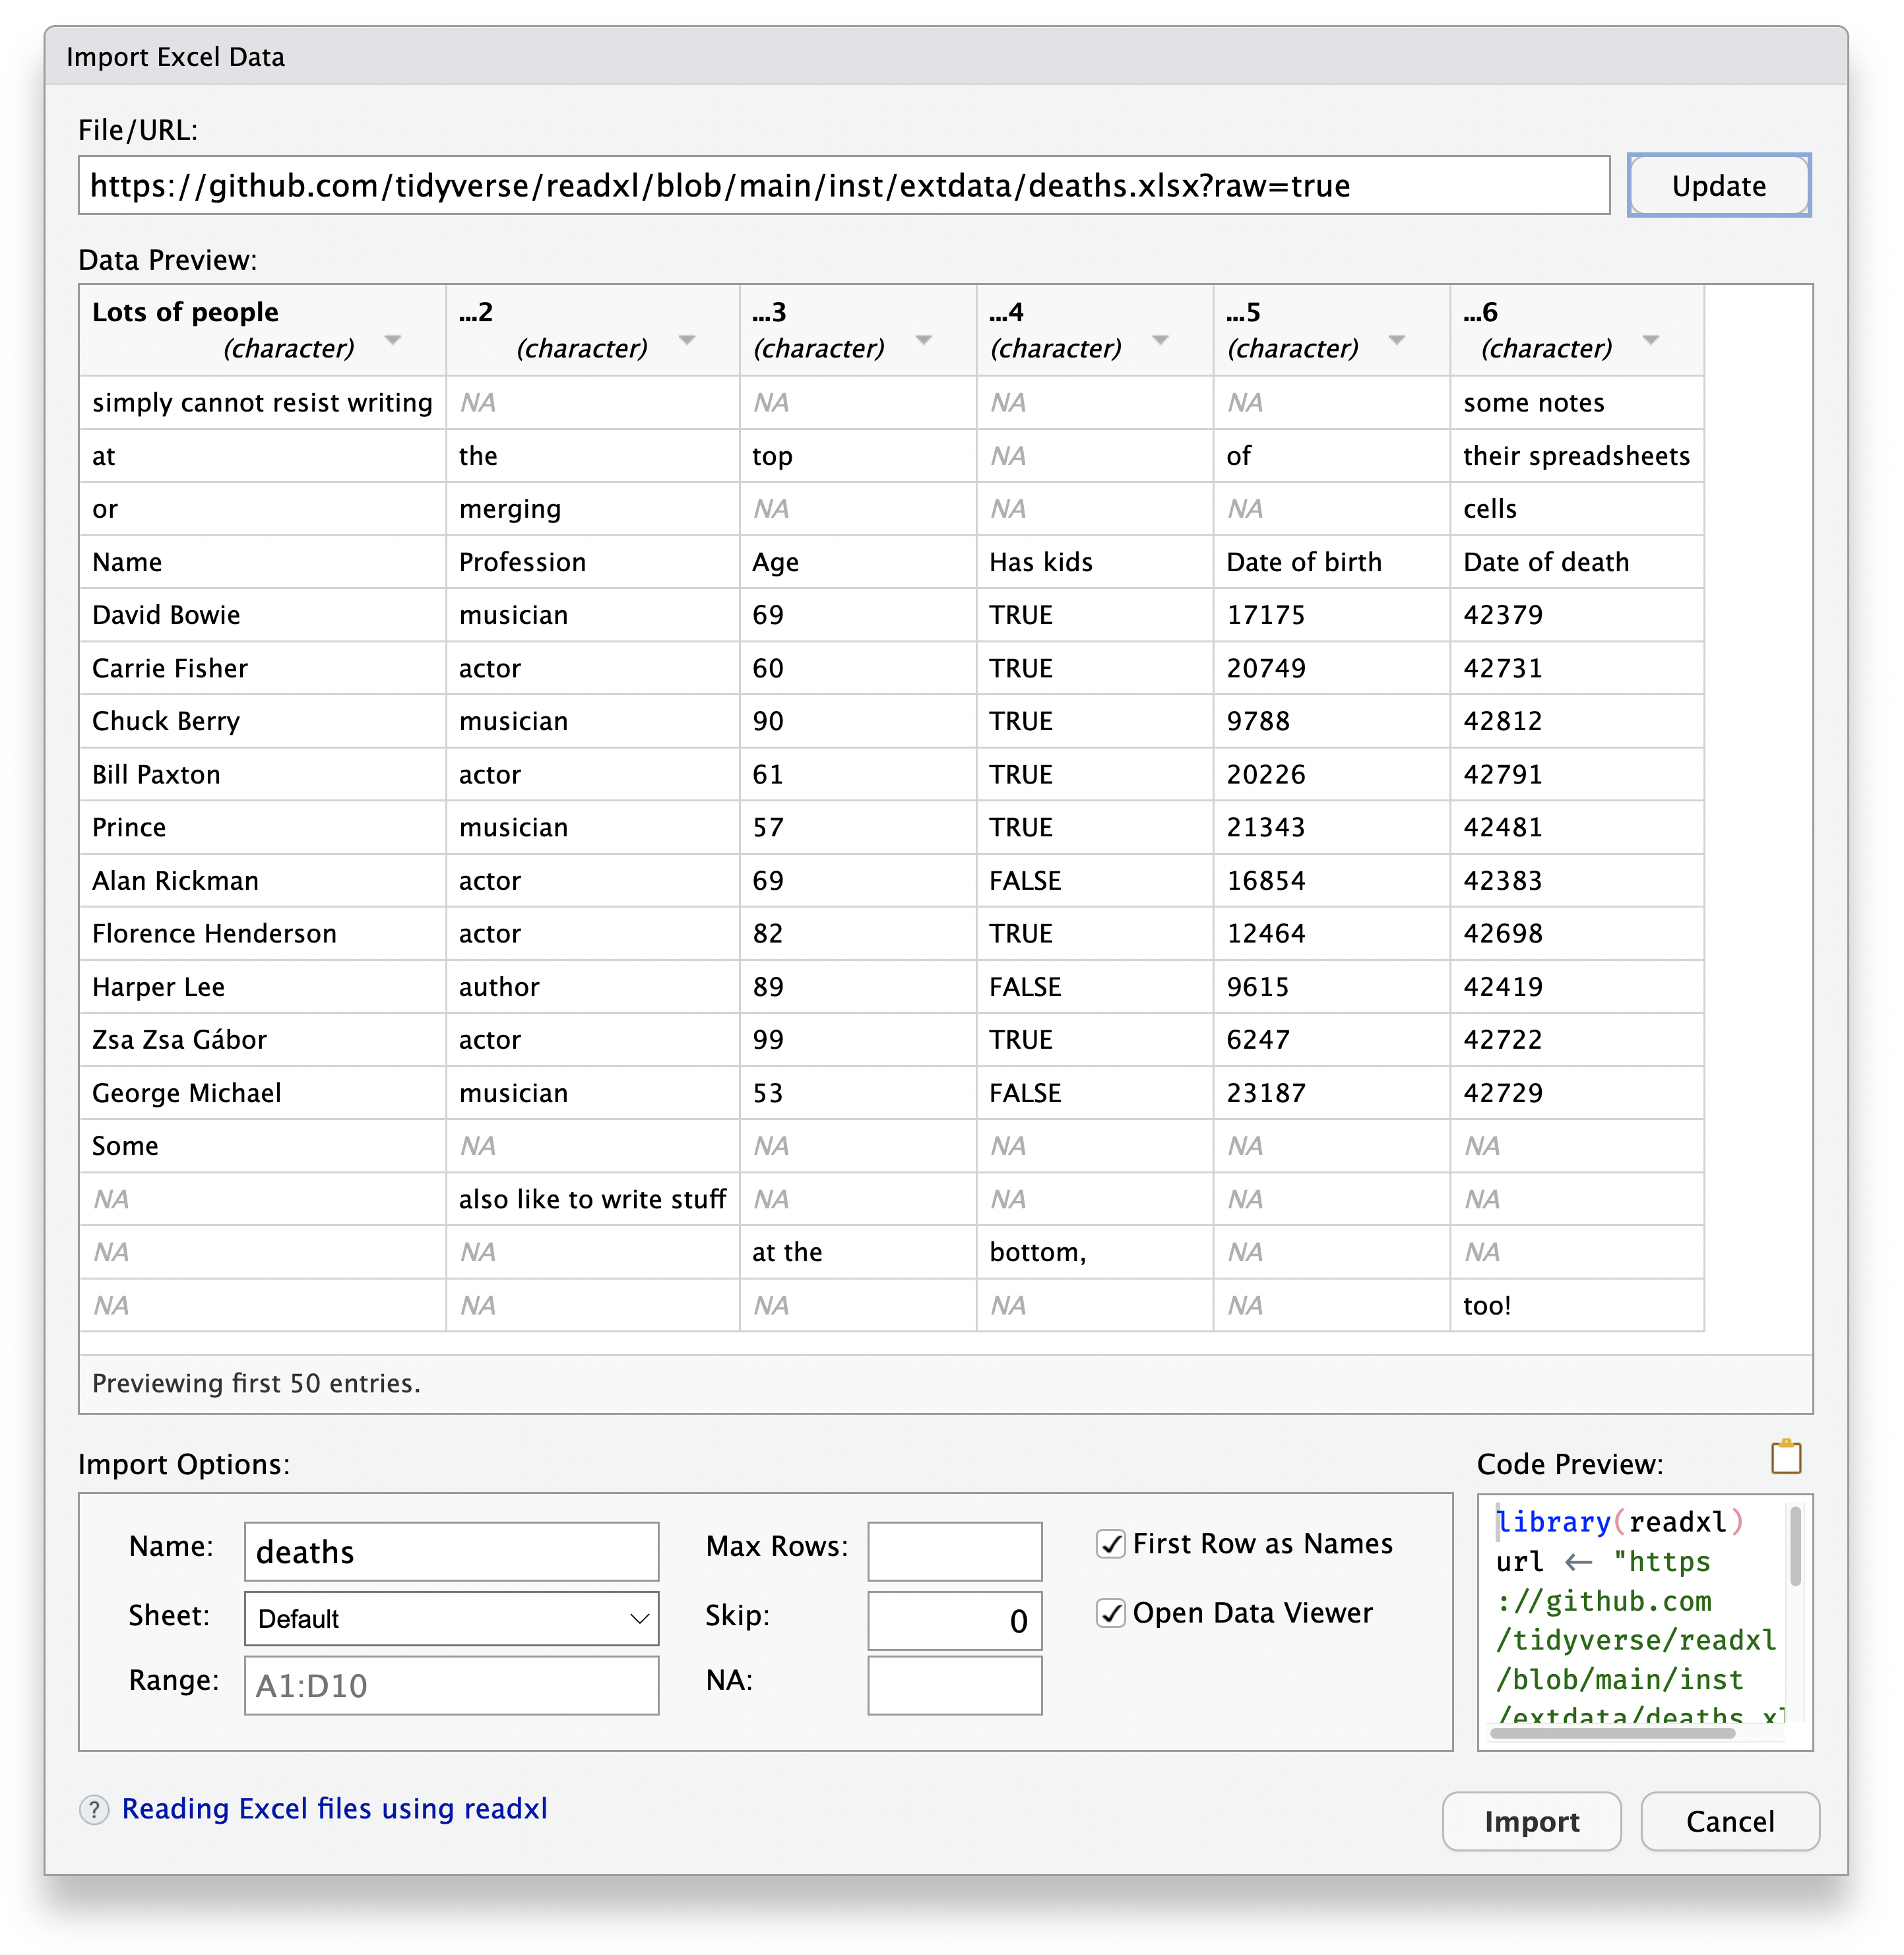 Import Excel Data
File/URL:
https://github.com/tidyverse/readxl/blob/main/inst/extdata/deaths.xlsx?raw=true Update
Data Preview:
Lots of people ...2 ...3 ...4 ...5 ...6
(character) (character) (character) (character) (character) (character)
simply cannot resist writing NA NA NA NA some notes
at the top NA of their spreadsheets
or merging NA NA NA cells
Name Profession Age Has kids Date of birth Date of death
David Bowie musician 69 TRUE 17175 42379
Carrie Fisher actor 60 TRUE 20749 42731
Chuck Berry musician 90 TRUE 9788 42812
Bill Paxton actor 61 TRUE 20226 42791
Prince musician 57 TRUE 21343 42481
Alan Rickman actor 69 FALSE 16854 42383
Florence Henderson actor 82 TRUE 12464 42698
Harper Lee author 89 FALSE 9615 42419
Zsa Zsa Gábor actor 99 TRUE 6247 42722
George Michael musician 53 FALSE 23187 42729
Some NA NA NA NA NA
NA also like to write stuff NA NA NA NA
NA NA at the bottom, NA NA
NA NA NA NA NA too!
Previewing first 50 entries.
Import Options:
Name: deaths Max Rows: First Row as Names
Sheet: Default Skip: 0 Open Data Viewer
Range: A1:D10 NA:
Code Preview:
library(readxl)
url ← "https
://github.com
/tidyverse/readxl
/blob/main/inst
/extdata/deaths.xl
? Reading Excel files using readxl
Import Cancel